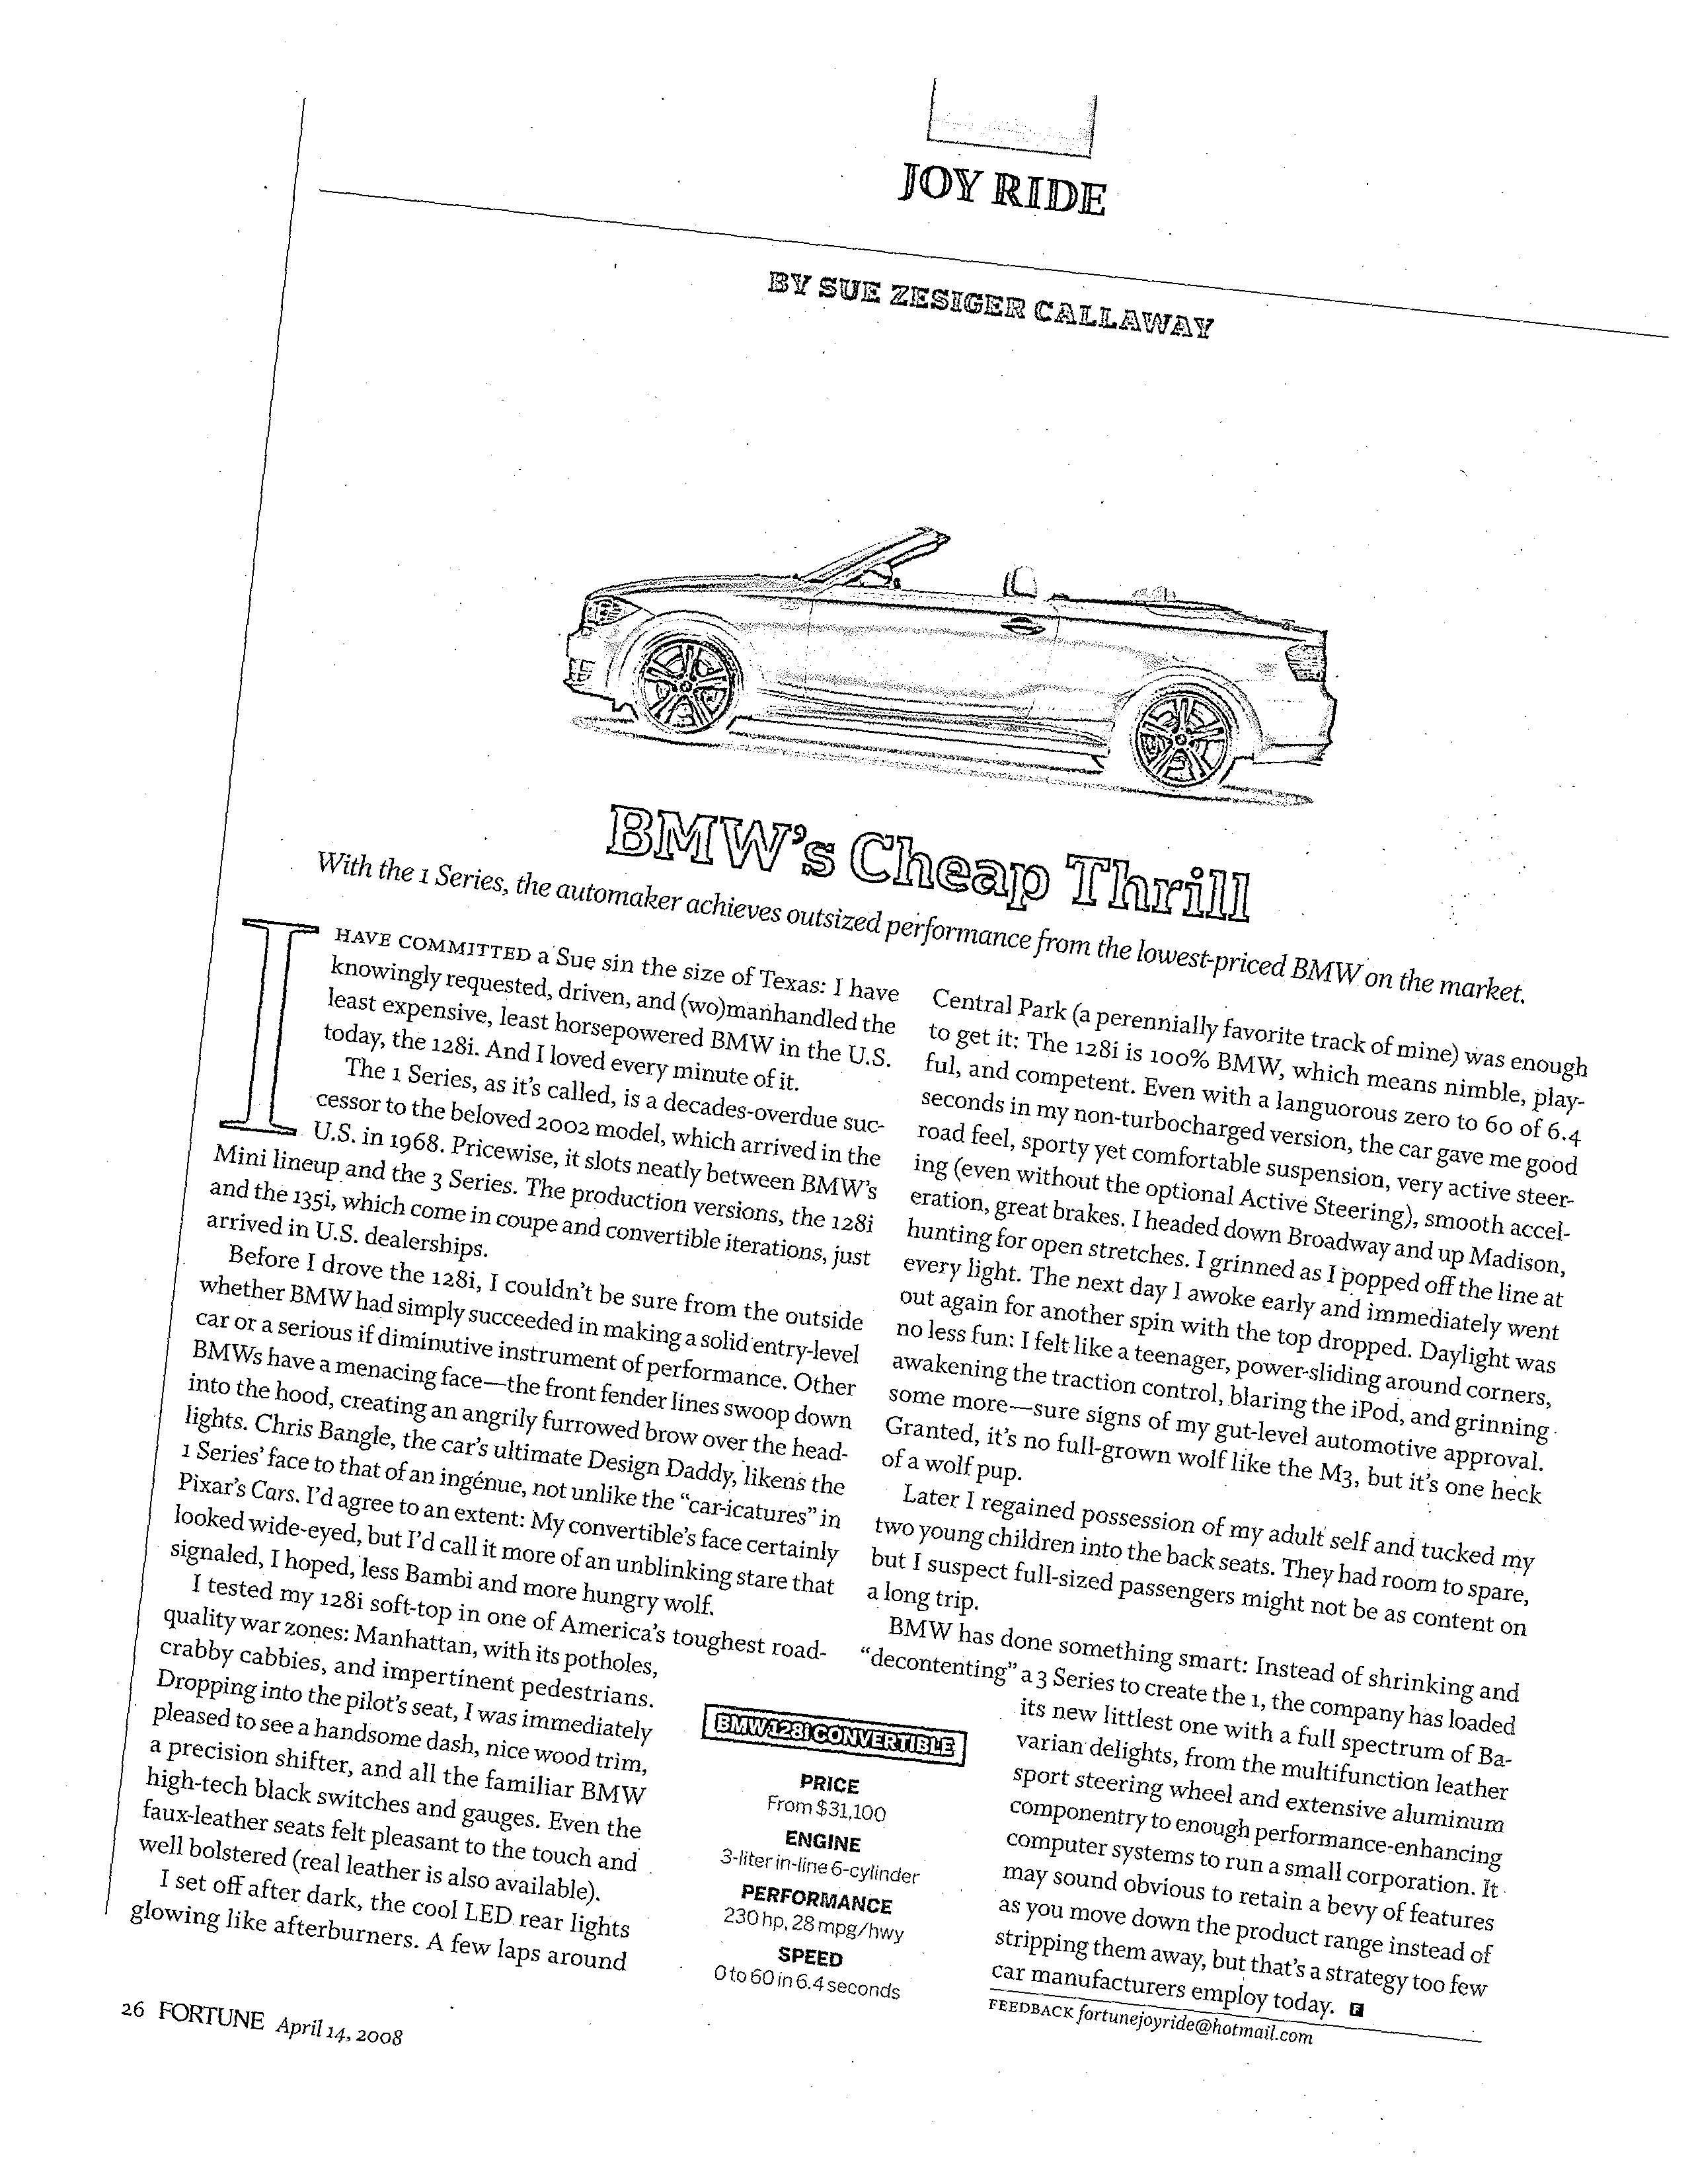 JOY RIDE
BY SUE ZESIGER CALLAWAY
BMW's Cheap Thrill
With the 1 Series, the automaker achieves outsized performance from the lowest-priced BMW on the market.
I HAVE COMMITTED a Sue sin the size of Texas: I have
knowingly requested, driven, and (wo)manhandled the
least expensive, least horsepowered BMW in the U.S.
today, the 128i. And I loved every minute of it.
The 1 Series, as it's called, is a decades-overdue suc-
cessor to the beloved 2002 model, which arrived in the
U.S. in 1968. Pricewise, it slots neatly between BMW's
Mini lineup and the 3 Series. The production versions, the 128i
and the 135i, which come in coupe and convertible iterations, just
arrived in U.S. dealerships.
Before I drove the 128i, I couldn't be sure from the outside
whether BMW had simply succeeded in making a solid entry-level
car or a serious if diminutive instrument of performance. Other
BMWs have a menacing face—the front fender lines swoop down
into the hood, creating an angrily furrowed brow over the head-
lights. Chris Bangle, the car's ultimate Design Daddy, likens the
1 Series' face to that of an ingénue, not unlike the "car-icatures" in
Pixar's Cars. I'd agree to an extent: My convertible's face certainly
looked wide-eyed, but I'd call it more of an unblinking stare that
signaled, I hoped, less Bambi and more hungry wolf.
I tested my 128i soft-top in one of America's toughest road-
quality war zones: Manhattan, with its potholes,
crabby cabbies, and impertinent pedestrians.
Dropping into the pilot's seat, I was immediately
pleased to see a handsome dash, nice wood trim,
a precision shifter, and all the familiar BMW
high-tech black switches and gauges. Even the
faux-leather seats felt pleasant to the touch and
well bolstered (real leather is also available).
I set off after dark, the cool LED rear lights
glowing like afterburners. A few laps around
Central Park (a perennially favorite track of mine) was enough
to get it: The 128i is 100% BMW, which means nimble, play-
ful, and competent. Even with a languorous zero to 60 of 6.4
seconds in my non-turbocharged version, the car gave me good
road feel, sporty yet comfortable suspension, very active steer-
ing (even without the optional Active Steering), smooth accel-
eration, great brakes. I headed down Broadway and up Madison,
hunting for open stretches. I grinned as I popped off the line at
every light. The next day I awoke early and immediately went
out again for another spin with the top dropped. Daylight was
no less fun: I felt like a teenager, power-sliding around corners,
awakening the traction control, blaring the iPod, and grinning
some more—sure signs of my gut-level automotive approval.
Granted, it's no full-grown wolf like the M3, but it's one heck
of a wolf pup.
Later I regained possession of my adult self and tucked my
two young children into the back seats. They had room to spare,
but I suspect full-sized passengers might not be as content on
a long trip.
BMW has done something smart: Instead of shrinking and
"decontenting" a 3 Series to create the 1, the company has loaded
its new littlest one with a full spectrum of Ba-
varian delights, from the multifunction leather
sport steering wheel and extensive aluminum
componentry to enough performance-enhancing
computer systems to run a small corporation. It
may sound obvious to retain a bevy of features
as you move down the product range instead of
stripping them away, but that's a strategy too few
car manufacturers employ today. F
FEEDBACK fortunejoyride@hotmail.com
BMW 128i CONVERTIBLE
PRICE
From $31,100
ENGINE
3-liter in-line 6-cylinder
PERFORMANCE
230 hp, 28 mpg/hwy
SPEED
0 to 60 in 6.4 seconds
26 FORTUNE April 14, 2008